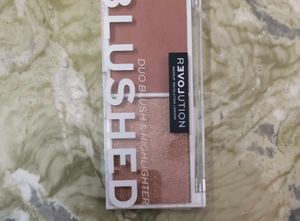 BLUSHED
DUO BLUSH & HIGHLIGHTER
REVOLUTION